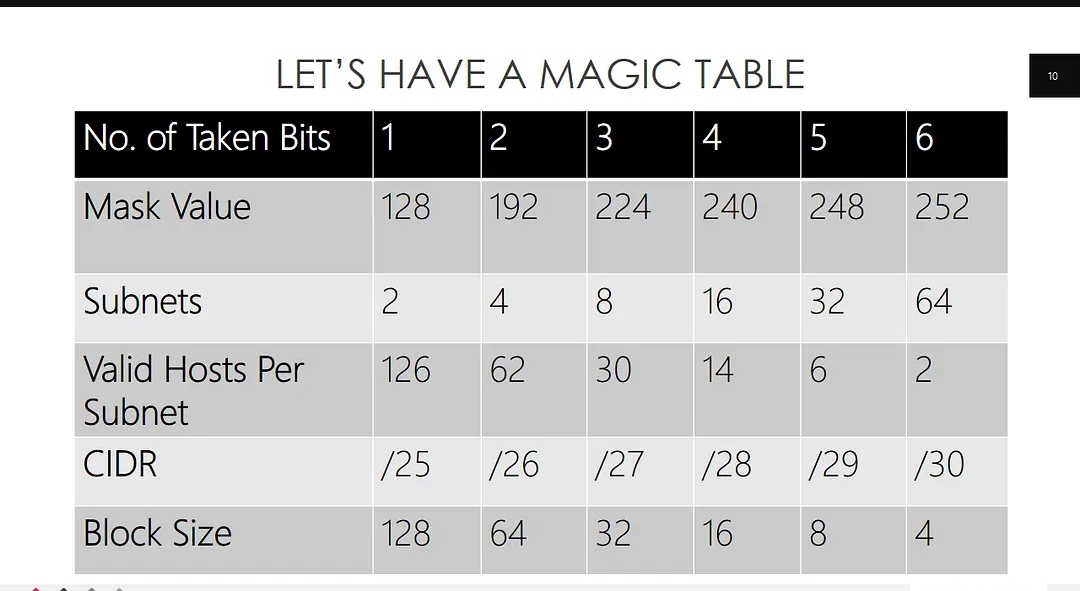 LET'S HAVE A MAGIC TABLE
10
No. of Taken Bits 1 2 3 4 5 6
Mask Value 128 192 224 240 248 252
Subnets 2 4 8 16 32 64
Valid Hosts Per 126 62 30 14 6 2
Subnet
CIDR /25 /26 /27 /28 /29 /30
Block Size 128 64 32 16 8 4